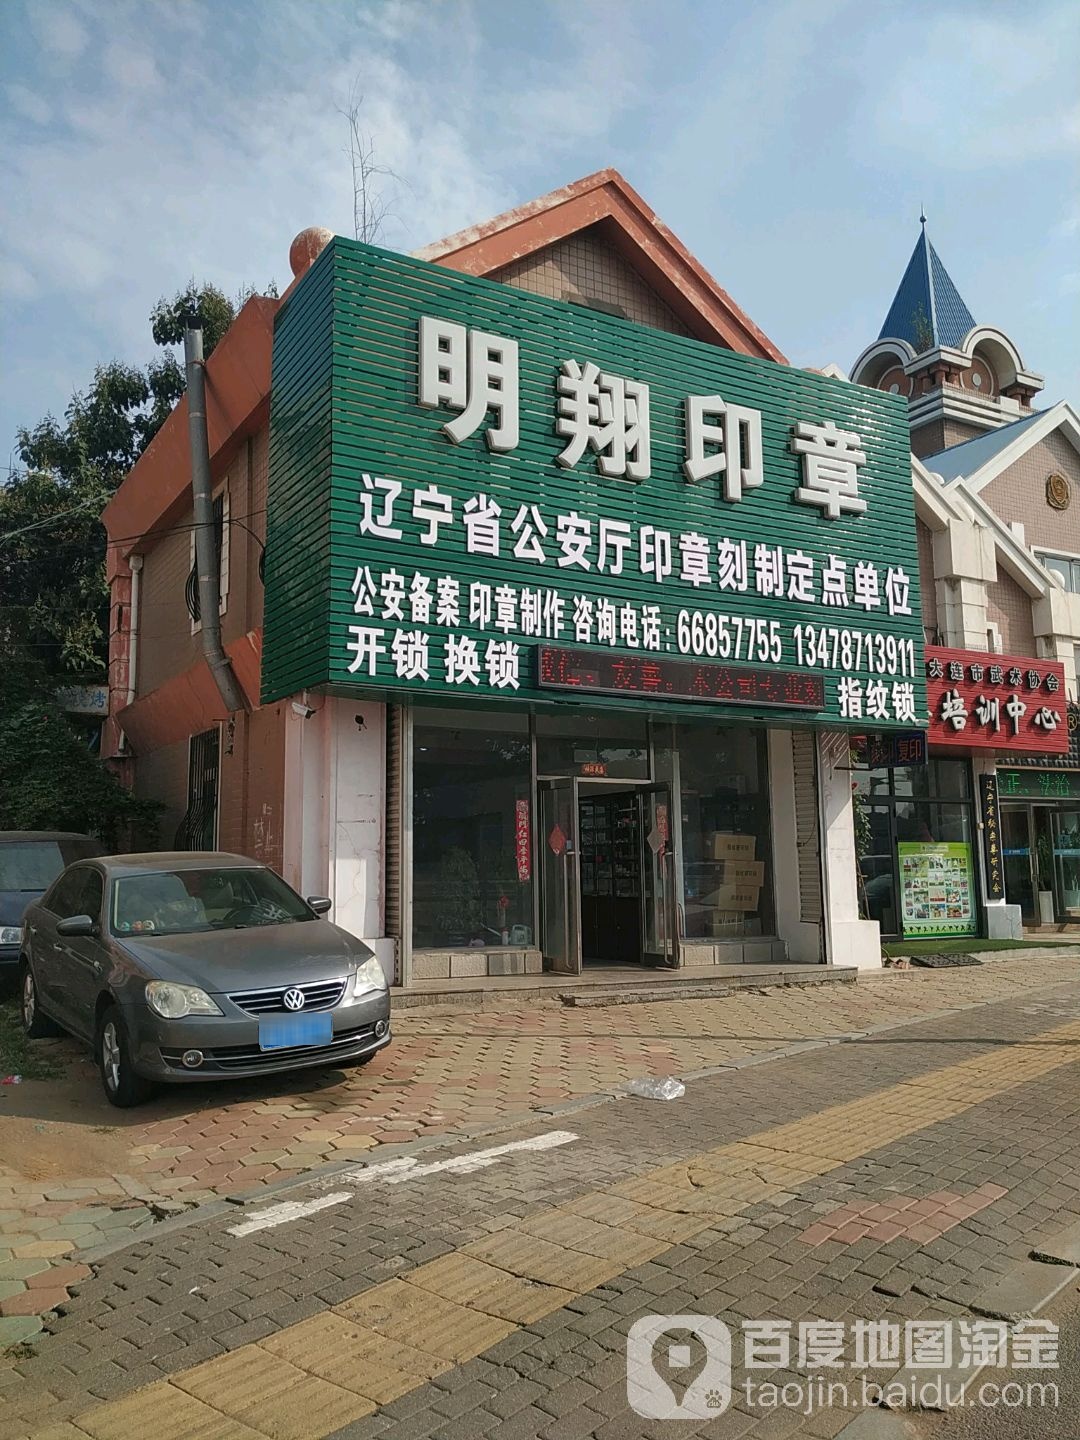 明翔印章
辽宁省公安厅印章刻制定点单位
公安备案 印章制作 咨询电话：66857755 13478713911
开锁 换锁
指纹锁
大连市武术协会
培训中心
复印
百度地图淘金
taojin.baidu.com